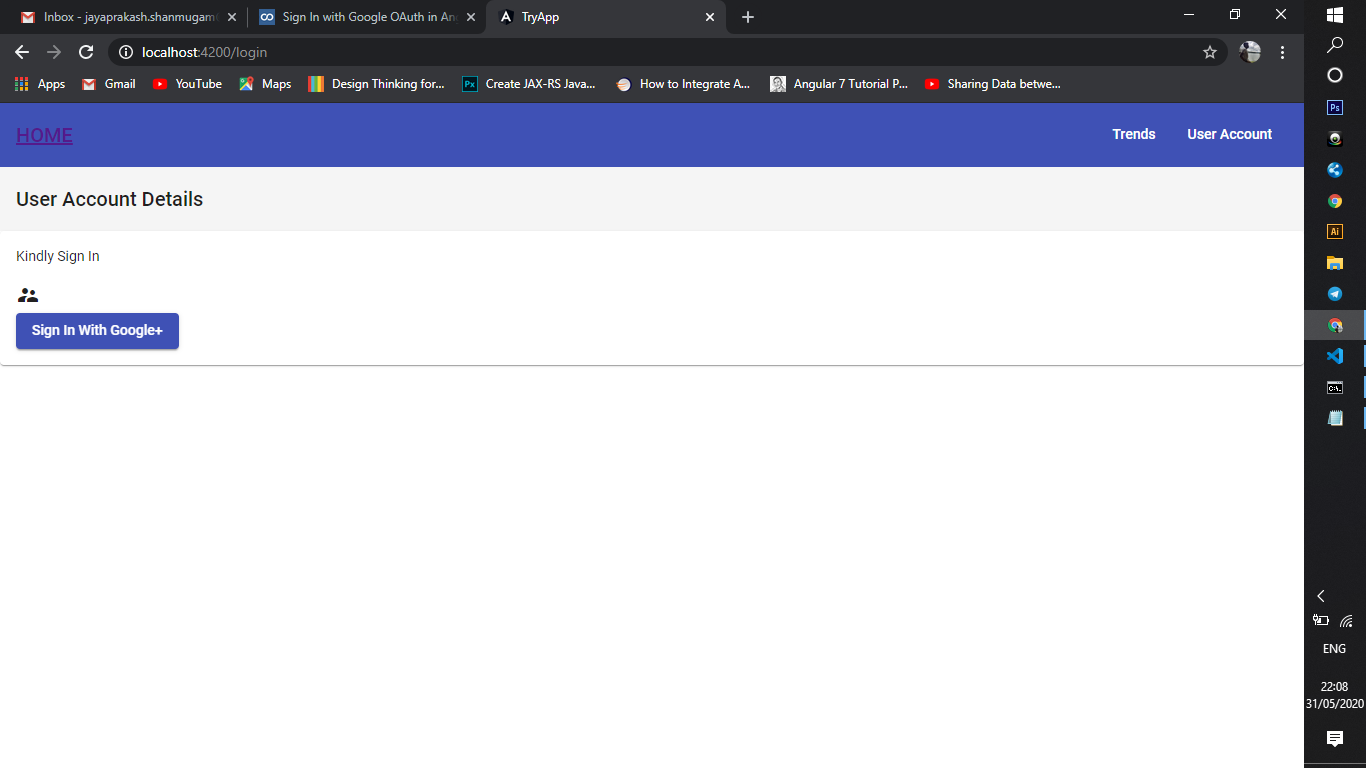 Inbox - jayaprakash.shanmugam
Sign In with Google OAuth in An
TryApp
localhost:4200/login
Apps Gmail YouTube Maps Design Thinking for... Create JAX-RS Java... How to Integrate A... Angular 7 Tutorial P... Sharing Data betwe...
HOME Trends User Account
User Account Details
Kindly Sign In
Sign In With Google+
Ps
Ai
C:\.
ENG
22:08
31/05/2020